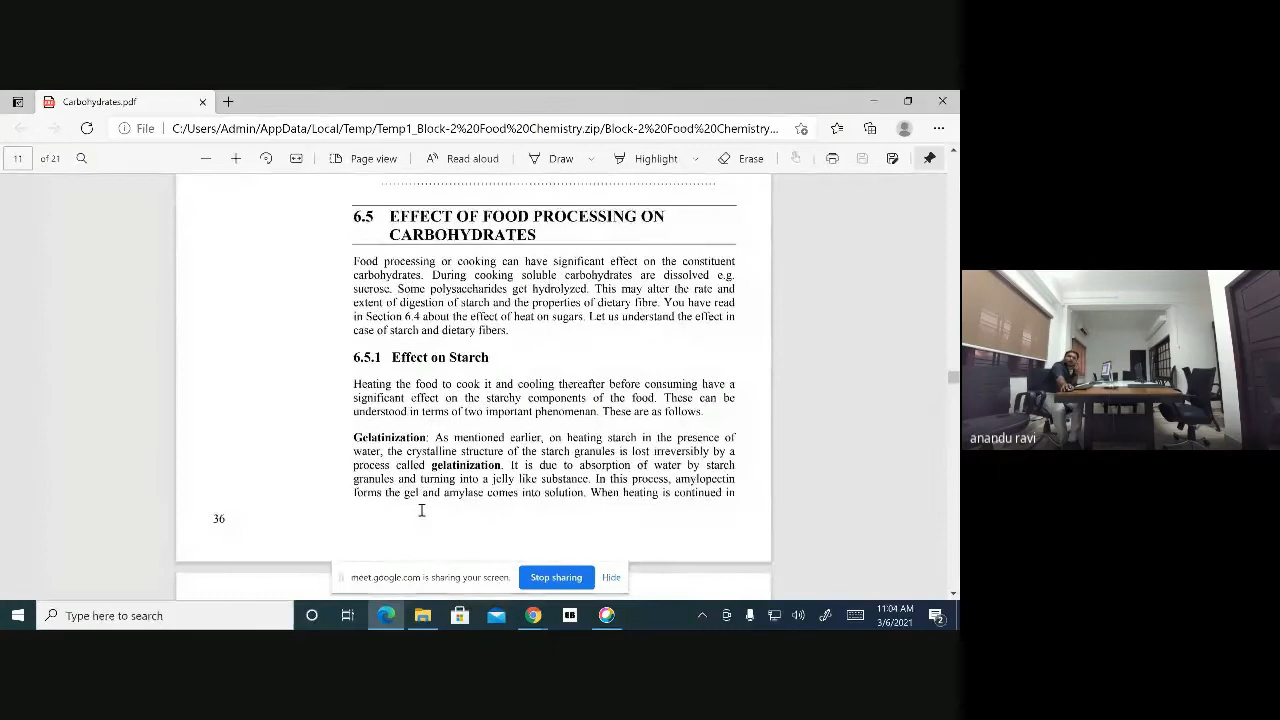 Carbohydrates.pdf
File C:/Users/Admin/AppData/Local/Temp/Temp1_Block-2%20Food%20Chemistry.zip/Block-2%20Food%20Chemistry...
11 of 21 Page view Read aloud Draw Highlight Erase
6.5 EFFECT OF FOOD PROCESSING ON
CARBOHYDRATES
Food processing or cooking can have significant effect on the constituent
carbohydrates. During cooking soluble carbohydrates are dissolved e.g.
sucrose. Some polysaccharides get hydrolyzed. This may alter the rate and
extent of digestion of starch and the properties of dietary fibre. You have read
in Section 6.4 about the effect of heat on sugars. Let us understand the effect in
case of starch and dietary fibers.
6.5.1 Effect on Starch
Heating the food to cook it and cooling thereafter before consuming have a
significant effect on the starchy components of the food. These can be
understood in terms of two important phenomenan. These are as follows.
Gelatinization: As mentioned earlier, on heating starch in the presence of
water, the crystalline structure of the starch granules is lost irreversibly by a
process called gelatinization. It is due to absorption of water by starch
granules and turning into a jelly like substance. In this process, amylopectin
forms the gel and amylase comes into solution. When heating is continued in
36
meet.google.com is sharing your screen. Stop sharing Hide
Type here to search
11:04 AM
3/6/2021
2
anandu ravi